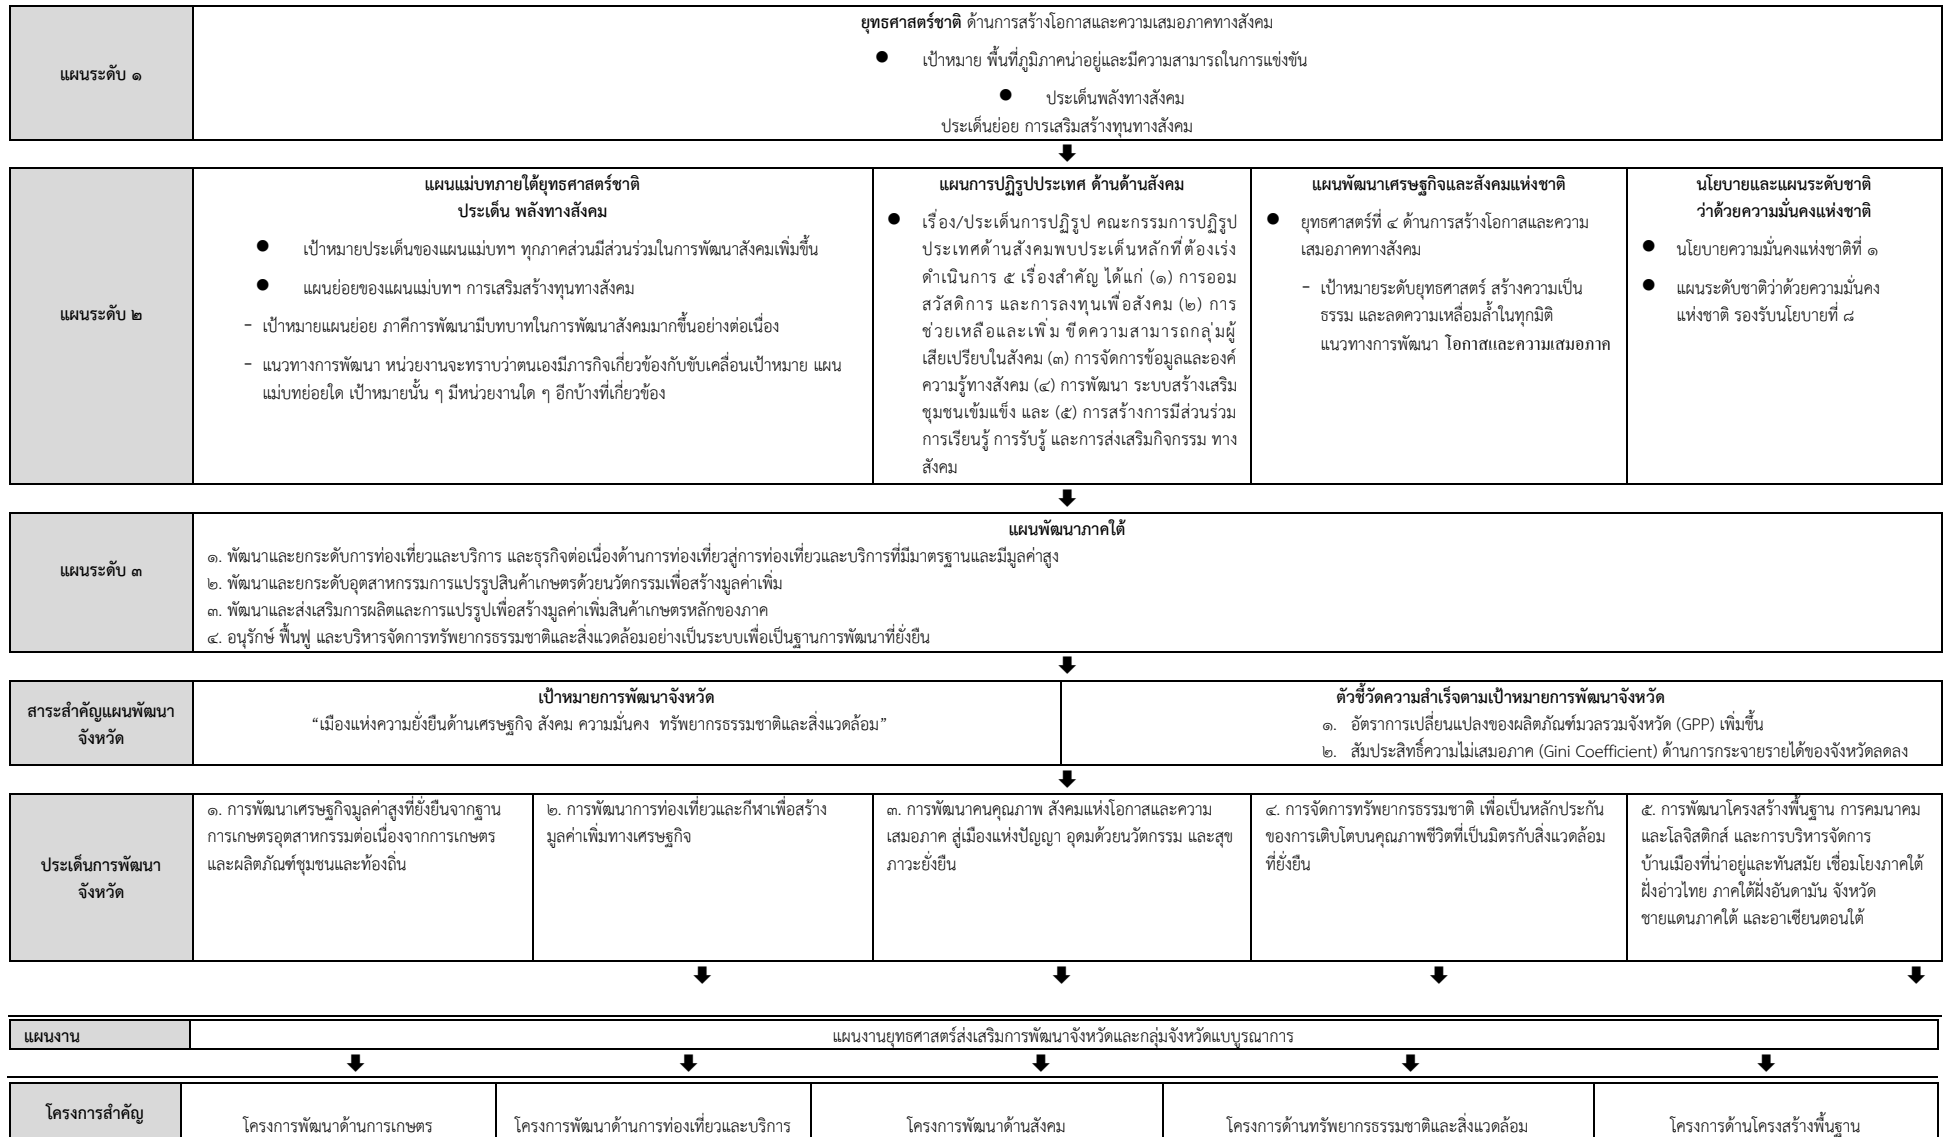 แผนระดับ ๑
ยุทธศาสตร์ชาติ ด้านการสร้างโอกาสและความเสมอภาคทางสังคม
● เป้าหมาย พื้นที่ภูมิภาคน่าอยู่และมีความสามารถในการแข่งขัน
● ประเด็นพลังทางสังคม
ประเด็นย่อย การเสริมสร้างทุนทางสังคม
แผนระดับ ๒
แผนแม่บทภายใต้ยุทธศาสตร์ชาติ
ประเด็น พลังทางสังคม
● เป้าหมายประเด็นของแผนแม่บทฯ ทุกภาคส่วนมีส่วนร่วมในการพัฒนาสังคมเพิ่มขึ้น
● แผนย่อยของแผนแม่บทฯ การเสริมสร้างทุนทางสังคม
- เป้าหมายแผนย่อย ภาคีการพัฒนามีบทบาทในการพัฒนาสังคมมากขึ้นอย่างต่อเนื่อง
- แนวทางการพัฒนา หน่วยงานจะทราบว่าตนเองมีภารกิจเกี่ยวข้องกับขับเคลื่อนเป้าหมาย แผน
แม่บทย่อยใด เป้าหมายนั้น ๆ มีหน่วยงานใด ๆ อีกบ้างที่เกี่ยวข้อง
แผนการปฏิรูปประเทศ ด้านด้านสังคม
● เรื่อง/ประเด็นการปฏิรูป คณะกรรมการปฏิรูป
ประเทศด้านสังคมพบประเด็นหลักที่ต้องเร่ง
ดำเนินการ ๕ เรื่องสำคัญ ได้แก่ (๑) การออม
สวัสดิการ และการลงทุนเพื่อสังคม (๒) การ
ช่วยเหลือและเพิ่ม ขีดความสามารถกลุ่มผู้
เสียเปรียบในสังคม (๓) การจัดการข้อมูลและองค์
ความรู้ทางสังคม (๔) การพัฒนา ระบบสร้างเสริม
ชุมชนเข้มแข็ง และ (๕) การสร้างการมีส่วนร่วม
การเรียนรู้ การรับรู้ และการส่งเสริมกิจกรรม ทาง
สังคม
แผนพัฒนาเศรษฐกิจและสังคมแห่งชาติ
● ยุทธศาสตร์ที่ ๔ ด้านการสร้างโอกาสและความ
เสมอภาคทางสังคม
- เป้าหมายระดับยุทธศาสตร์ สร้างความเป็น
ธรรม และลดความเหลื่อมล้ำในทุกมิติ
แนวทางการพัฒนา โอกาสและความเสมอภาค
นโยบายและแผนระดับชาติ
ว่าด้วยความมั่นคงแห่งชาติ
● นโยบายความมั่นคงแห่งชาติที่ ๑
● แผนระดับชาติว่าด้วยความมั่นคง
แห่งชาติ รองรับนโยบายที่ ๘
แผนระดับ ๓
แผนพัฒนาภาคใต้
๑. พัฒนาและยกระดับการท่องเที่ยวและบริการ และธุรกิจต่อเนื่องด้านการท่องเที่ยวสู่การท่องเที่ยวและบริการที่มีมาตรฐานและมีมูลค่าสูง
๒. พัฒนาและยกระดับอุตสาหกรรมการแปรรูปสินค้าเกษตรด้วยนวัตกรรมเพื่อสร้างมูลค่าเพิ่ม
๓. พัฒนาและส่งเสริมการผลิตและการแปรรูปเพื่อสร้างมูลค่าเพิ่มสินค้าเกษตรหลักของภาค
๔. อนุรักษ์ ฟื้นฟู และบริหารจัดการทรัพยากรธรรมชาติและสิ่งแวดล้อมอย่างเป็นระบบเพื่อเป็นฐานการพัฒนาที่ยั่งยืน
สาระสำคัญแผนพัฒนา
จังหวัด
เป้าหมายการพัฒนาจังหวัด
“เมืองแห่งความยั่งยืนด้านเศรษฐกิจ สังคม ความมั่นคง ทรัพยากรธรรมชาติและสิ่งแวดล้อม”
ตัวชี้วัดความสำเร็จตามเป้าหมายการพัฒนาจังหวัด
๑. อัตราการเปลี่ยนแปลงของผลิตภัณฑ์มวลรวมจังหวัด (GPP) เพิ่มขึ้น
๒. สัมประสิทธิ์ความไม่เสมอภาค (Gini Coefficient) ด้านการกระจายรายได้ของจังหวัดลดลง
ประเด็นการพัฒนา
จังหวัด
๑. การพัฒนาเศรษฐกิจมูลค่าสูงที่ยั่งยืนจากฐาน
การเกษตรอุตสาหกรรมต่อเนื่องจากการเกษตร
และผลิตภัณฑ์ชุมชนและท้องถิ่น
๒. การพัฒนาการท่องเที่ยวและกีฬาเพื่อสร้าง
มูลค่าเพิ่มทางเศรษฐกิจ
๓. การพัฒนาคนคุณภาพ สังคมแห่งโอกาสและความ
เสมอภาค สู่เมืองแห่งปัญญา อุดมด้วยนวัตกรรม และสุข
ภาวะยั่งยืน
๔. การจัดการทรัพยากรธรรมชาติ เพื่อเป็นหลักประกัน
ของการเติบโตบนคุณภาพชีวิตที่เป็นมิตรกับสิ่งแวดล้อม
ที่ยั่งยืน
๕. การพัฒนาโครงสร้างพื้นฐาน การคมนาคม
และโลจิสติกส์ และการบริหารจัดการ
บ้านเมืองที่น่าอยู่และทันสมัย เชื่อมโยงภาคใต้
ฝั่งอ่าวไทย ภาคใต้ฝั่งอันดามัน จังหวัด
ชายแดนภาคใต้ และอาเซียนตอนใต้
แผนงาน
แผนงานยุทธศาสตร์ส่งเสริมการพัฒนาจังหวัดและกลุ่มจังหวัดแบบูรณาการ
โครงการสำคัญ
โครงการพัฒนาด้านการเกษตร
โครงการพัฒนาด้านการท่องเที่ยวและบริการ
โครงการพัฒนาด้านสังคม
โครงการด้านทรัพยากรธรรมชาติและสิ่งแวดล้อม
โครงการด้านโครงสร้างพื้นฐาน